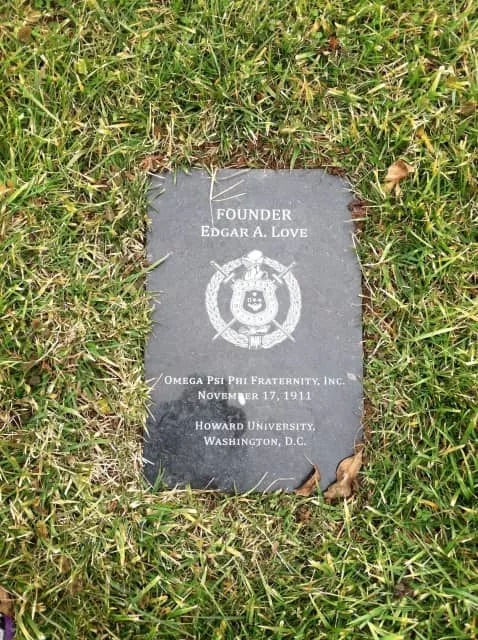 FOUNDER
EDGAR A. LOVE
OMEGA PSI PHI FRATERNITY, INC.
NOVEMBER 17, 1911
HOWARD UNIVERSITY,
WASHINGTON, D.C.